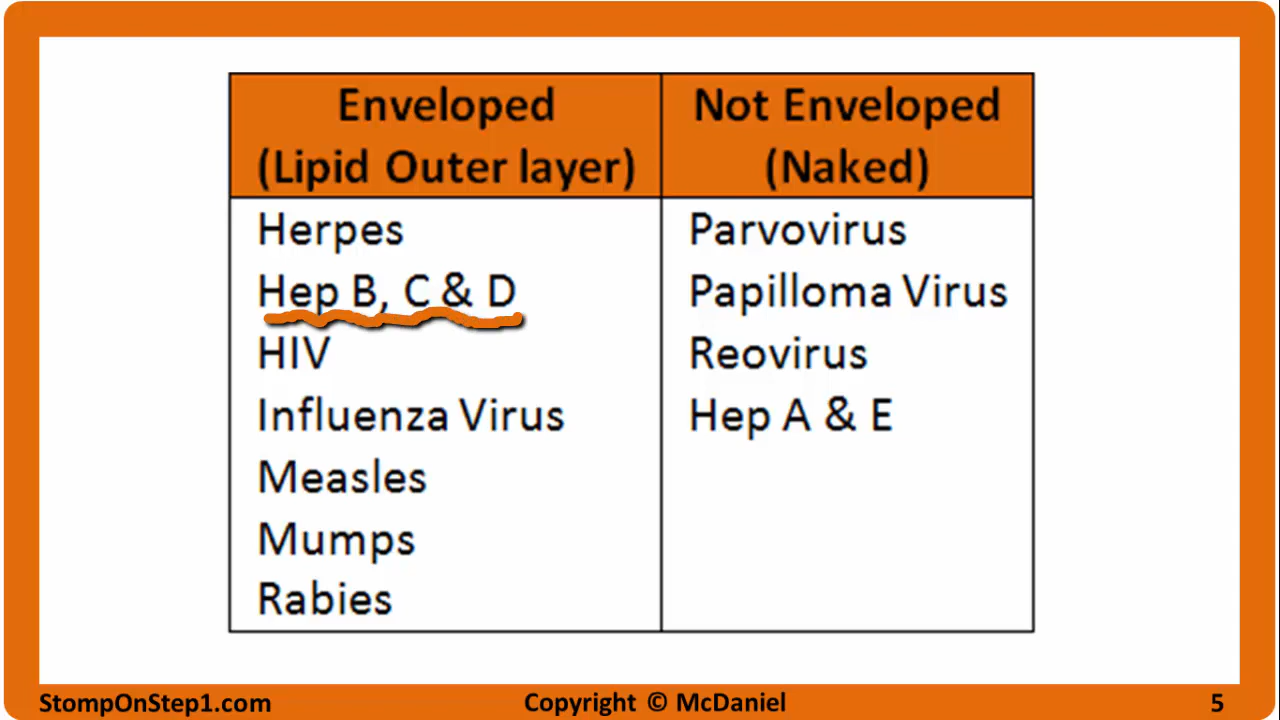 Enveloped
(Lipid Outer layer)
Not Enveloped
(Naked)
Herpes
Parvovirus
Hep B, C & D
Papilloma Virus
HIV
Reovirus
Influenza Virus
Hep A & E
Measles
Mumps
Rabies
StompOnStep1.com
Copyright © McDaniel
5